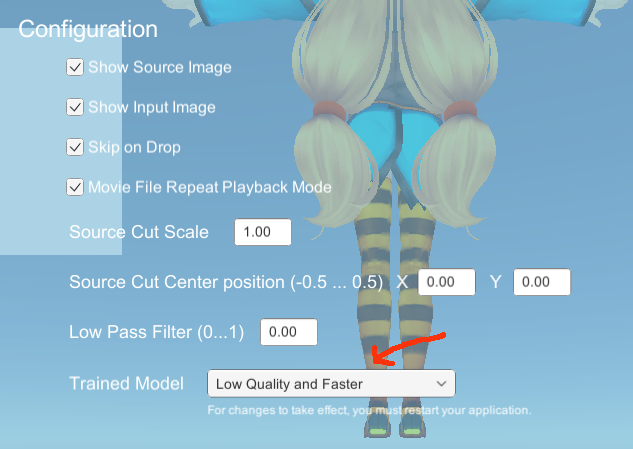 Configuration
Show Source Image
Show Input Image
Skip on Drop
Movie File Repeat Playback Mode
Source Cut Scale 1.00
Source Cut Center position (-0.5 ... 0.5) X 0.00 Y 0.00
Low Pass Filter (0...1) 0.00
Trained Model Low Quality and Faster
For changes to take effect, you must restart your application.